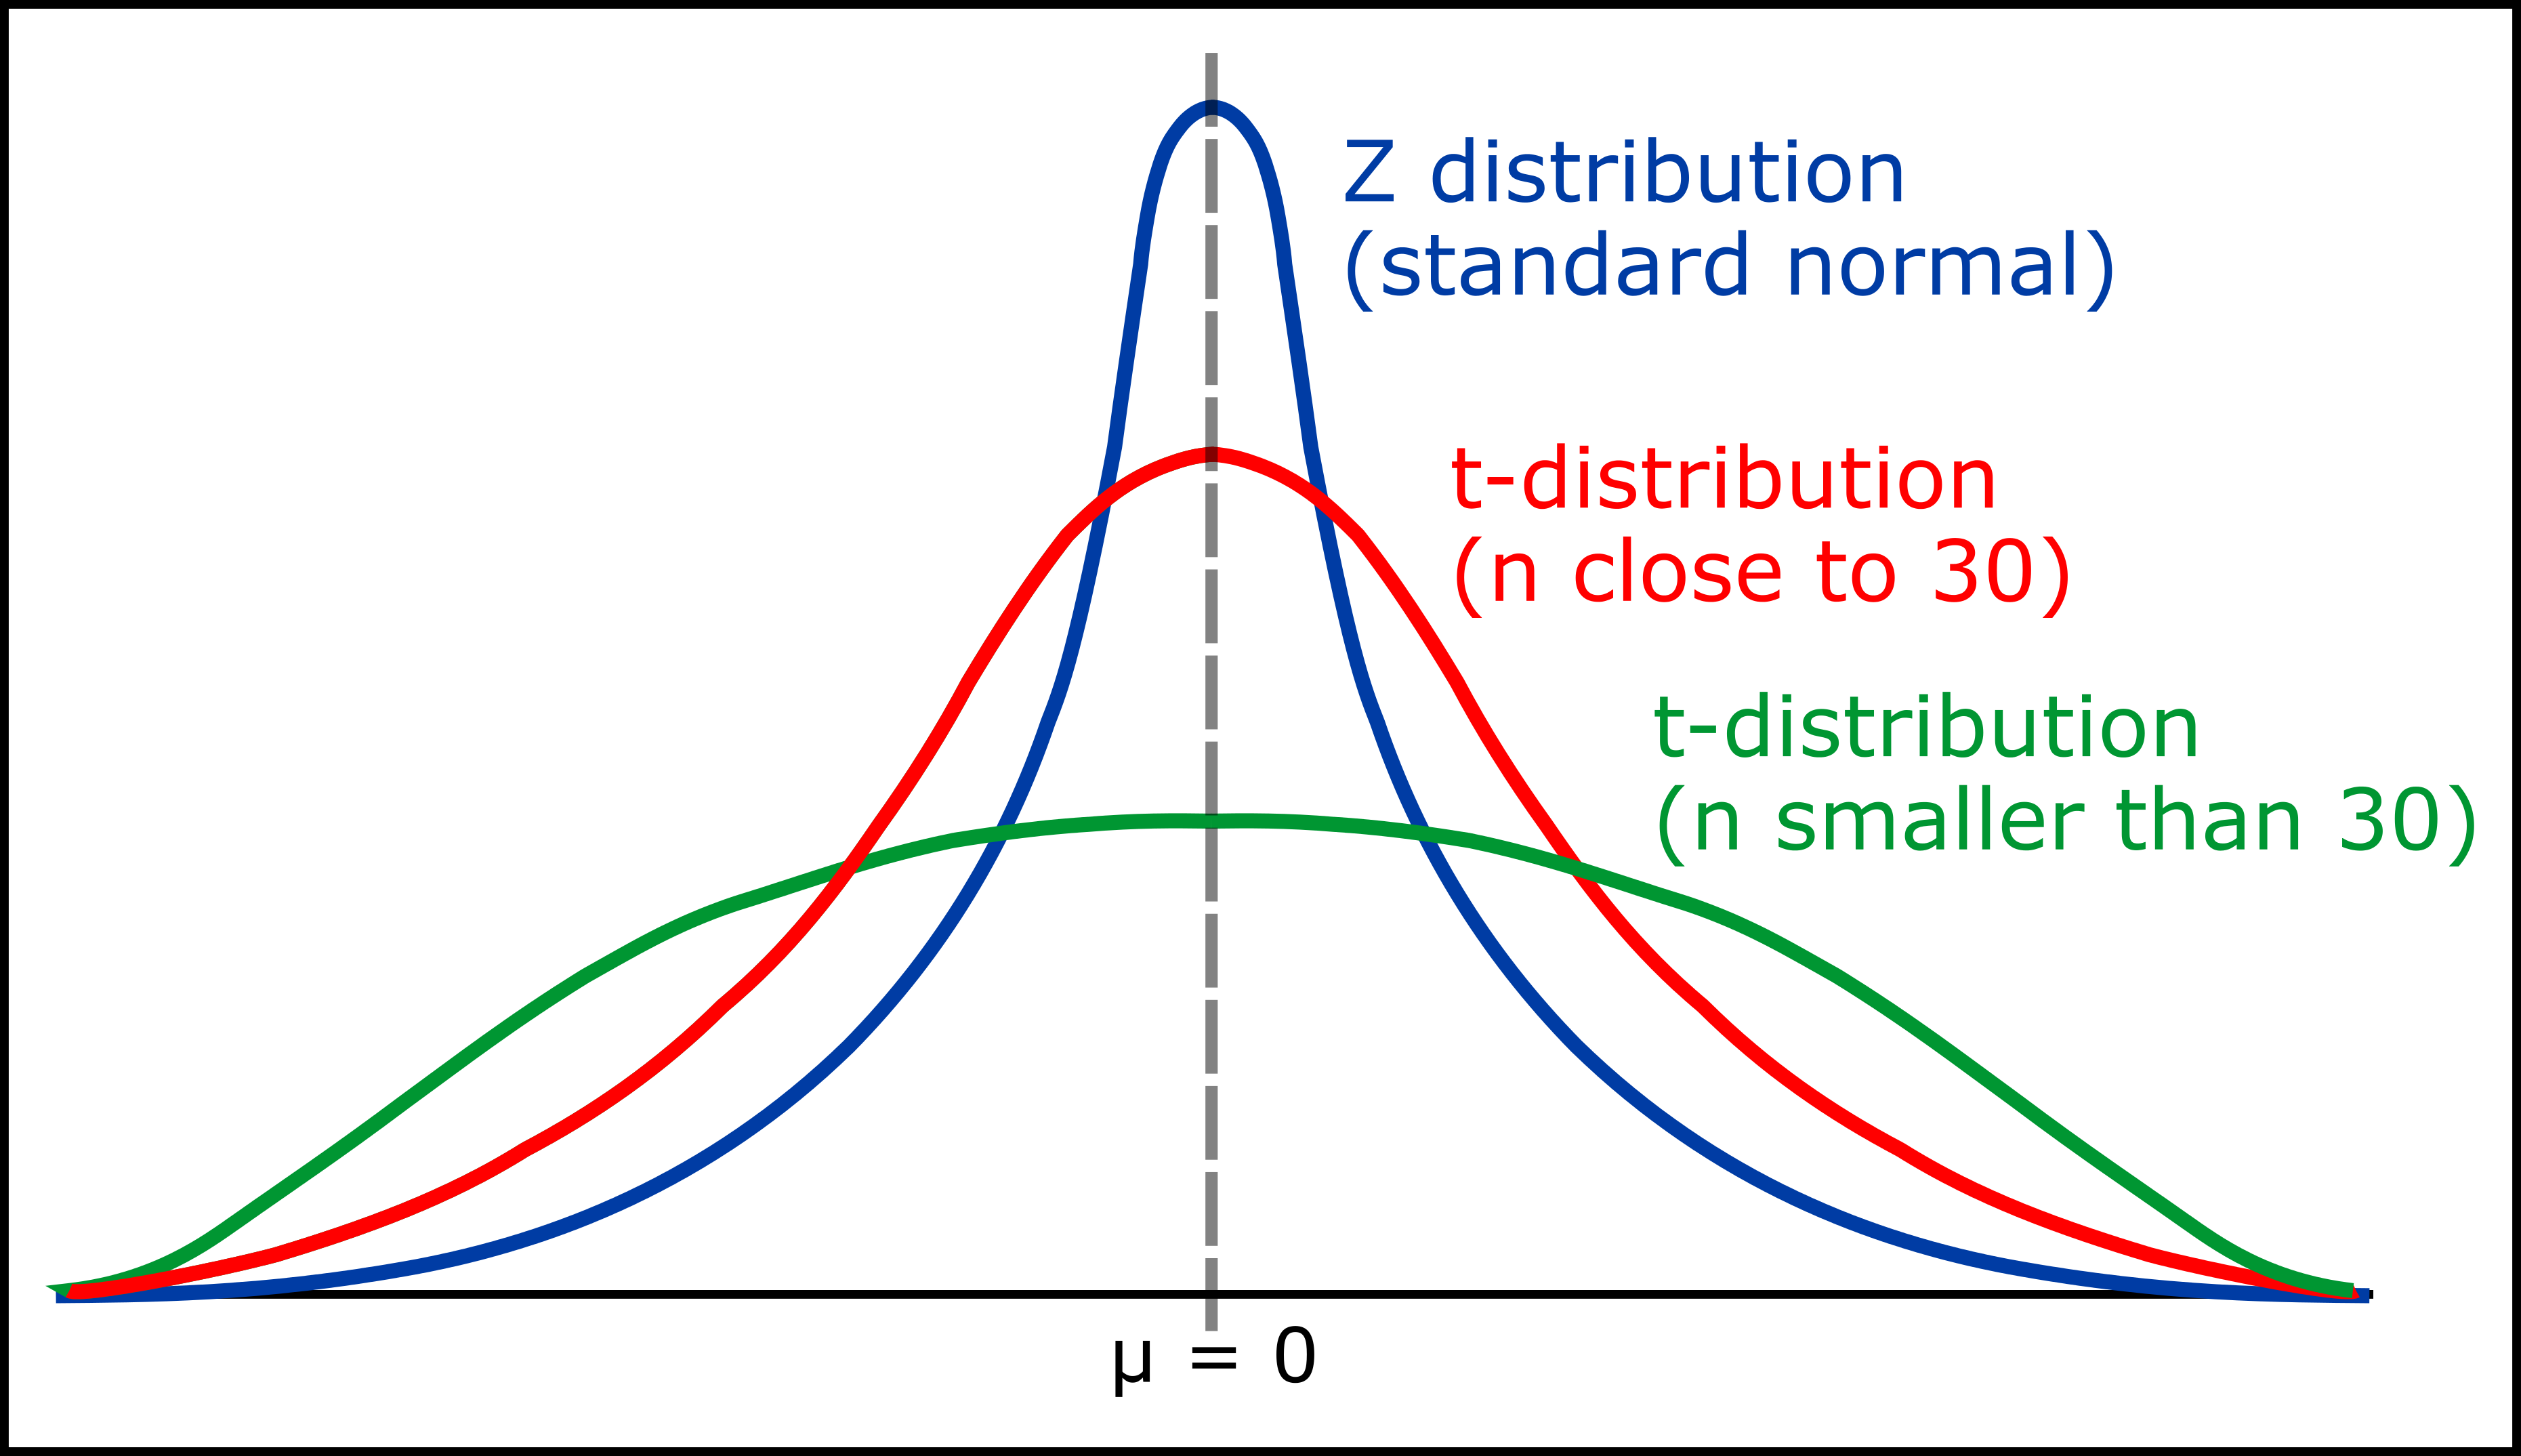 Z distribution
(standard normal)
t-distribution
(n close to 30)
t-distribution
(n smaller than 30)
μ = 0